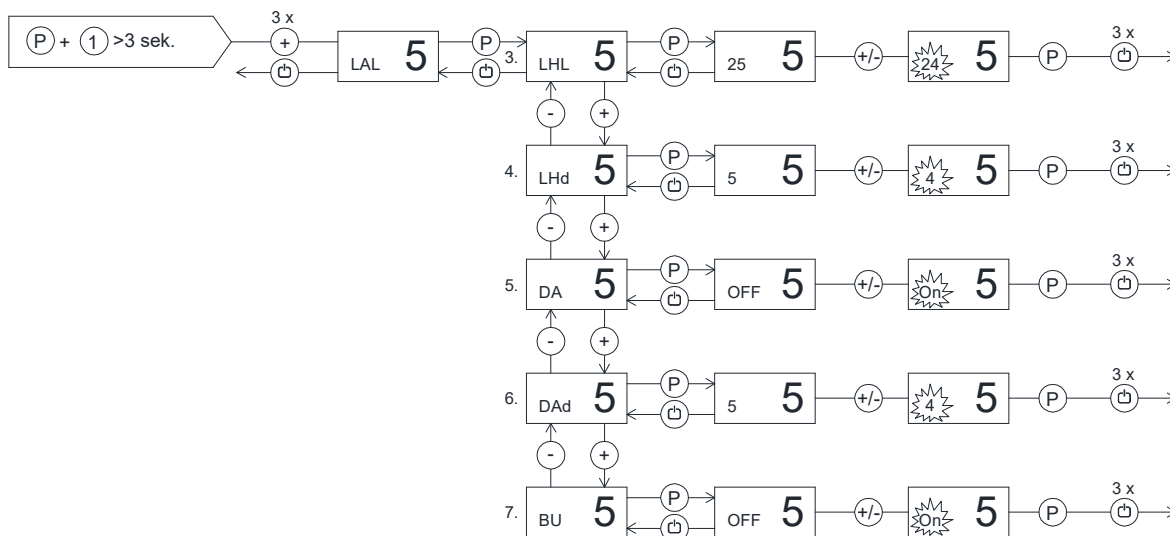 P + 1 >3 sek.
3 x
+
LAL 5
P
3. LHL 5
P
25 5
+/-
24 5
P
3 x
- +
4. LHd 5
P
5 5
+/-
4 5
P
3 x
- +
5. DA 5
P
OFF 5
+/-
On 5
P
3 x
- +
6. DAd 5
P
5 5
+/-
4 5
P
3 x
- +
7. BU 5
P
OFF 5
+/-
On 5
P
3 x